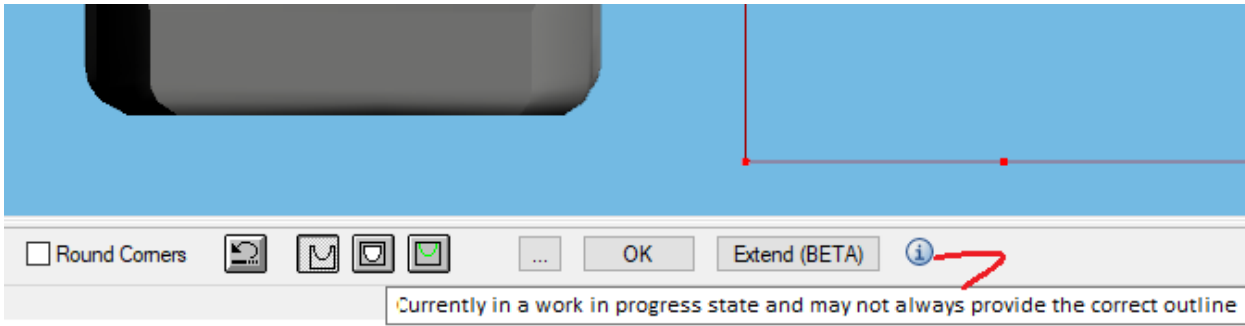 Round Corners ... OK Extend (BETA)
Currently in a work in progress state and may not always provide the correct outline